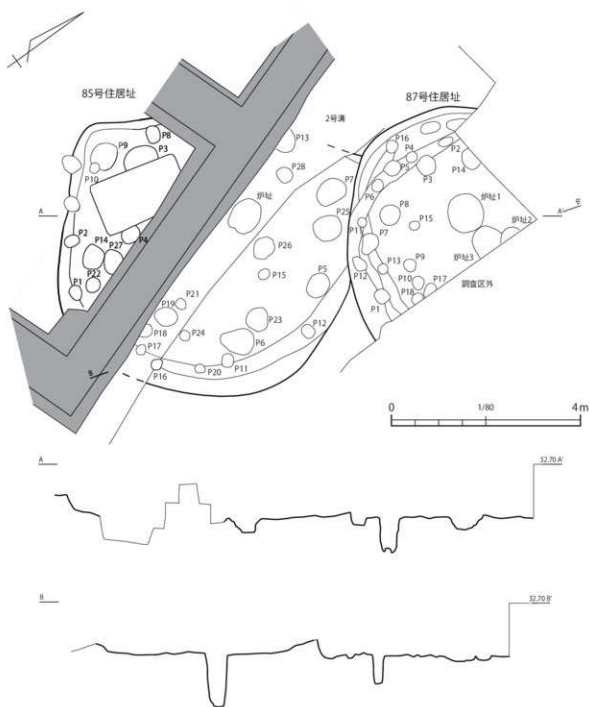 85号住居址
87号住居址
2号溝
P8
P9
P3
P10
P13
P28
P16
P4
P2
P5
P3
P14
P6
P7
炉址
P25
P8
炉址1
P15
炉址2
A
A'
B'
P2
P14
P27
P4
P11
P7
P26
炉址3
P1
P22
P15
P5
P12
P13
P9
P10
P17
P18
調査区外
P1
P21
P19
P18
P24
P23
P6
P12
P17
B
P16
P20
P11
0
1/80
4m
A
32.70 A'
B
32.70 B'